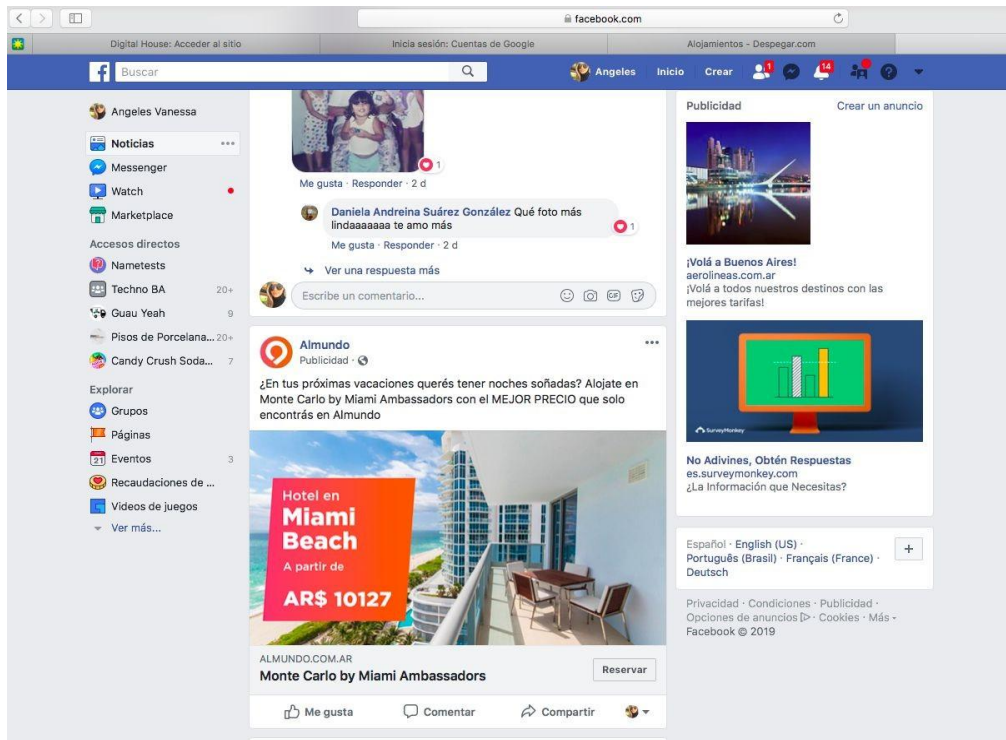 facebook.com
Digital House: Acceder al sitio
Inicia sesión: Cuentas de Google
Alojamientos - Despegar.com
f
Buscar
Angeles
Inicio
Crear
1
14
Angeles Vanessa
Noticias
Messenger
Watch
Marketplace
Accesos directos
Nametests
Techno BA 20+
Guau Yeah 9
Pisos de Porcelana... 20+
Candy Crush Soda... 7
Explorar
Grupos
Páginas
21 Eventos 3
Recaudaciones de ...
Videos de juegos
Ver más...
1
Me gusta · Responder · 2 d
Daniela Andreina Suárez González Qué foto más
lindaaaaaaa te amo más
1
Me gusta · Responder · 2 d
Ver una respuesta más
Escribe un comentario...
GIF
Almundo
Publicidad ·
¿En tus próximas vacaciones querés tener noches soñadas? Alojate en
Monte Carlo by Miami Ambassadors con el MEJOR PRECIO que solo
encontrás en Almundo
Hotel en
Miami
Beach
A partir de
AR$ 10127
ALMUNDO.COM.AR
Monte Carlo by Miami Ambassadors
Reservar
Me gusta
Comentar
Compartir
Publicidad
Crear un anuncio
¡Volá a Buenos Aires!
aerolineas.com.ar
¡Volá a todos nuestros destinos con las
mejores tarifas!
SurveyMonkey
No Adivines, Obtén Respuestas
es.surveymonkey.com
¿La Información que Necesitas?
Español · English (US) ·
Português (Brasil) · Français (France) ·
Deutsch
Privacidad · Condiciones · Publicidad ·
Opciones de anuncios · Cookies · Más
Facebook © 2019